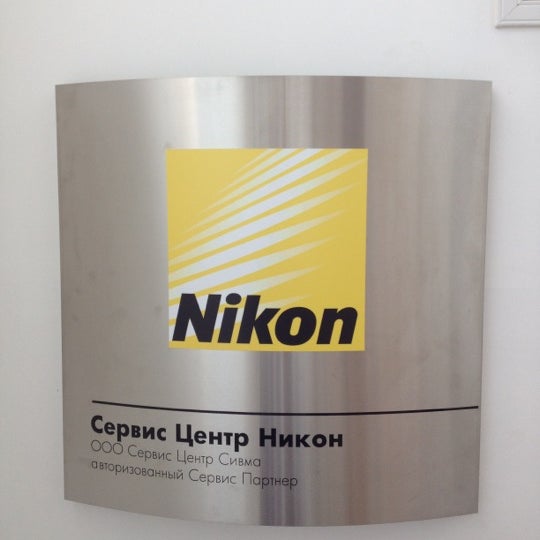 Nikon
Сервис Центр Никон
ООО Сервис Центр Сивма
авторизованный Сервис Партнер